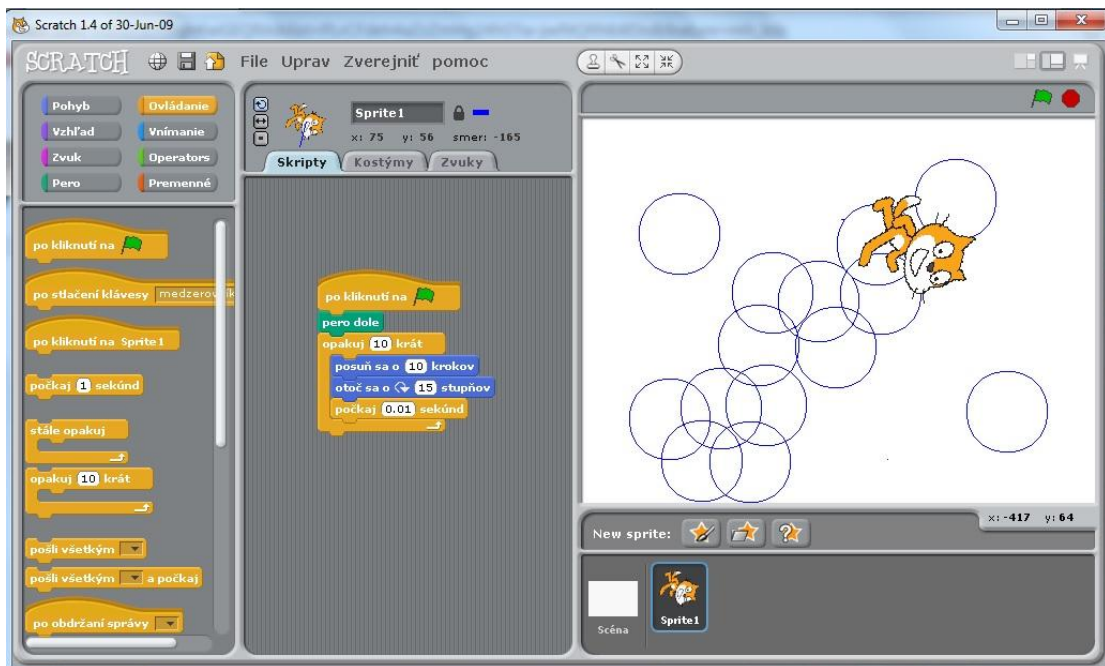 Scratch 1.4 of 30-Jun-09
SCRATCH File Uprav Zverejniť pomoc
Pohyb Ovládanie
Vzhľad Vnímanie
Zvuk Operators
Pero Premenné
Sprite1
x: 75 y: 56 smer: -165
Skripty Kostýmy Zvuky
po kliknutí na
po stlačení klávesy medzerovník
po kliknutí na Sprite1
počkaj 1 sekúnd
stále opakuj
opakuj 10 krát
pošli všetkým
pošli všetkým a počkaj
po obdržaní správy
po kliknutí na
pero dole
opakuj 10 krát
posuň sa o 10 krokov
otoč sa o 15 stupňov
počkaj 0.01 sekúnd
x: -417 y: 64
New sprite:
Scéna
Sprite1